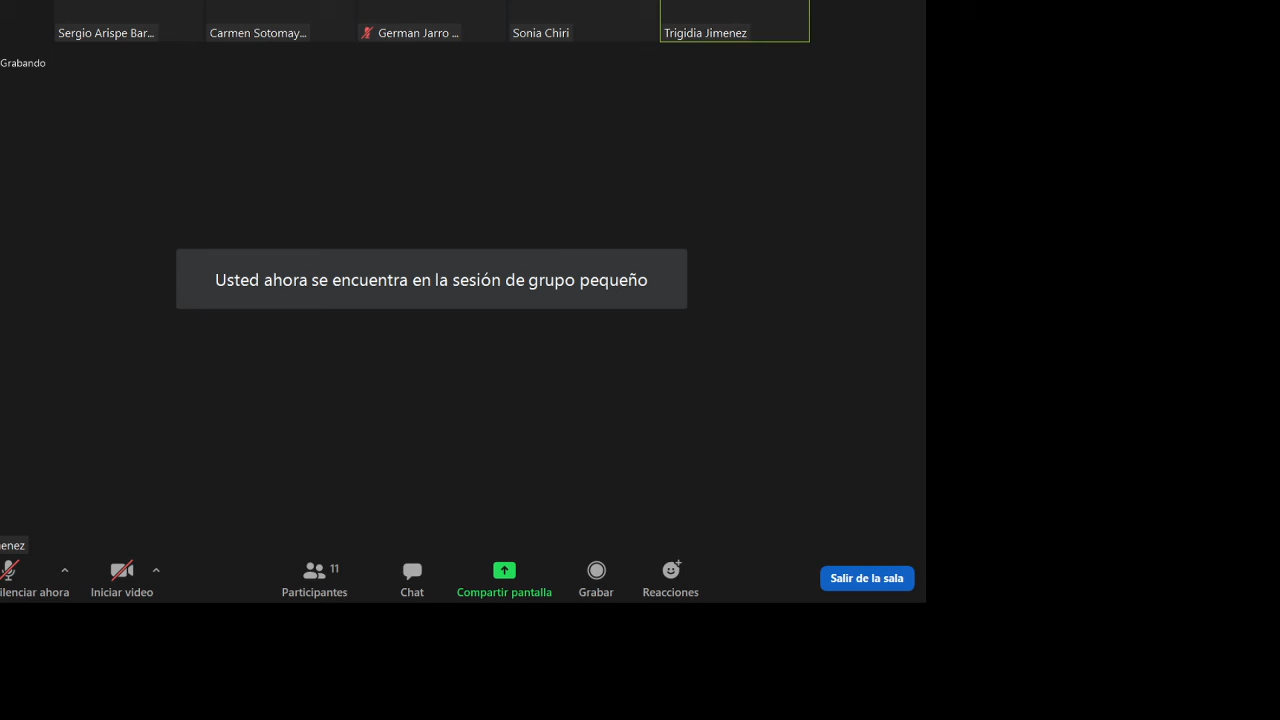 Sergio Arispe Bar... Carmen Sotomay... German Jarro ... Sonia Chiri Trigidia Jimenez
Grabando
Usted ahora se encuentra en la sesión de grupo pequeño
enez
ilenciar ahora Iniciar video Participantes 11 Chat Compartir pantalla Grabar Reacciones Salir de la sala